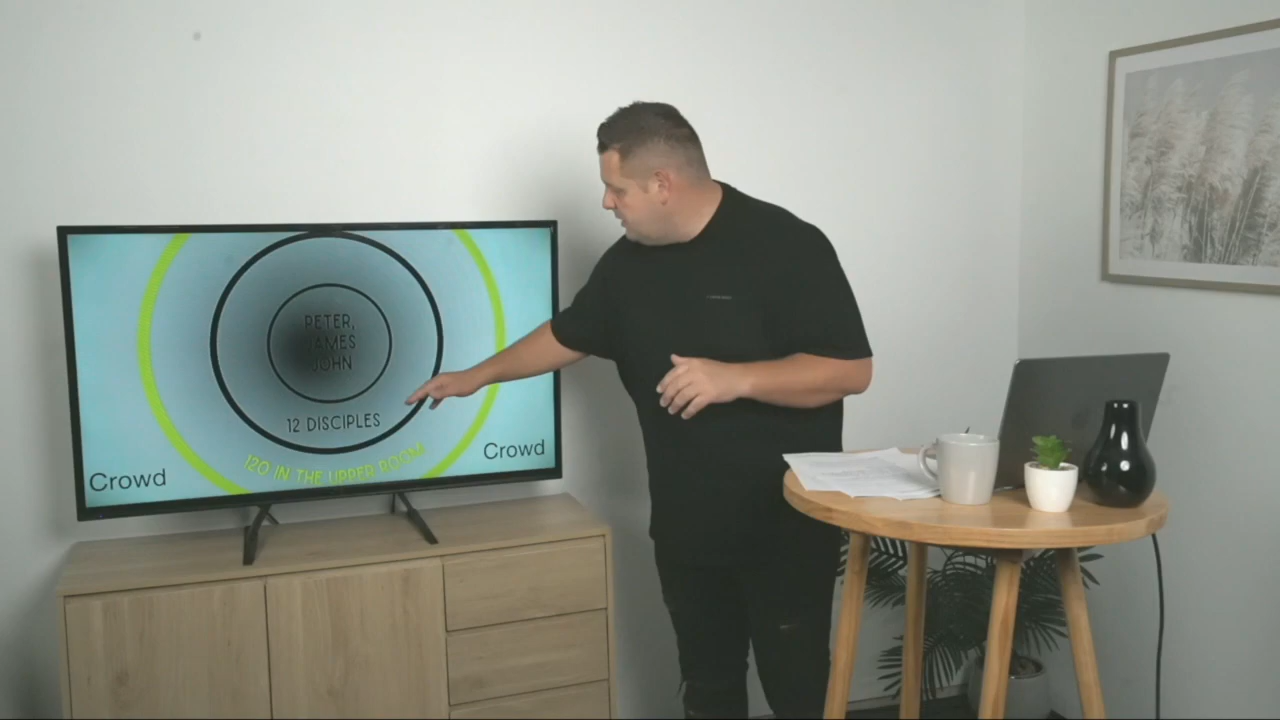 PETER,
JAMES
JOHN
12 DISCIPLES
120 IN THE UPPER ROOM
Crowd
Crowd